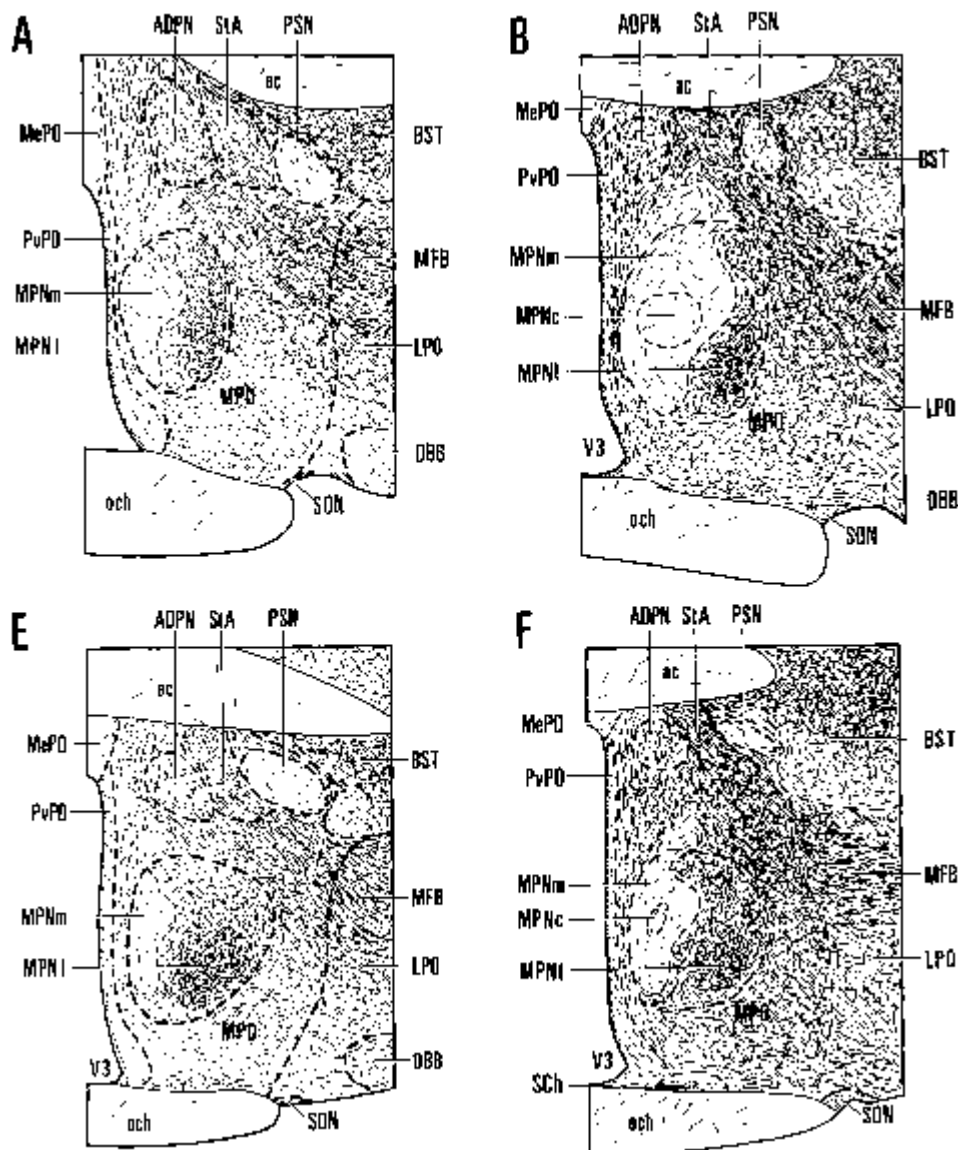 A
ADPN StA PSN
ac
MePO
BST
PvPO
MFB
MPNm
MPNl
LPO
MPO
DBB
och
SON
B
ADPN StA PSN
ac
MePO
BST
PvPO
MPNm
MPNc
MFB
MPNl
LPO
MPO
V3
DBB
och
SON
E
ADPN StA PSN
ac
MePO
BST
PvPO
MFB
MPNm
MPNl
LPO
MPO
V3
DBB
och
SON
F
ADPN StA PSN
ac
MePO
BST
PvPO
MPNm
MFB
MPNc
MPNl
LPO
MPO
V3
SCh
och
SON